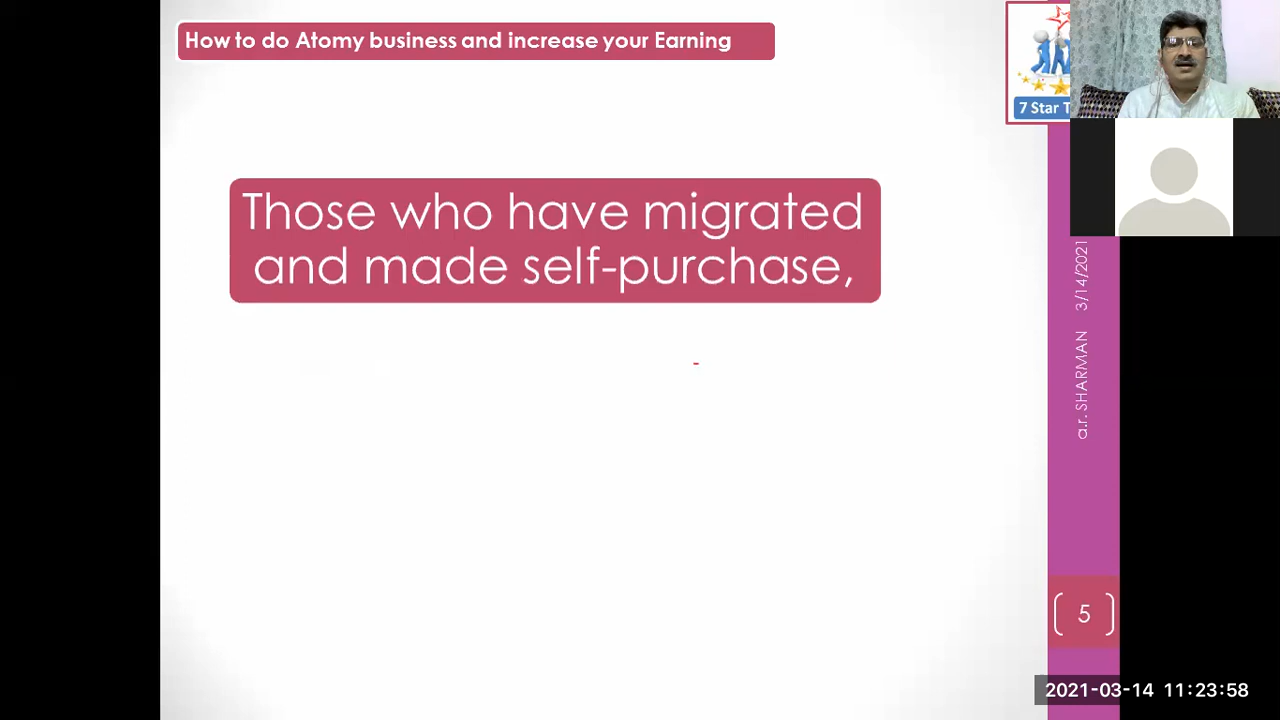 How to do Atomy business and increase your Earning
7 Star
Those who have migrated
and made self-purchase,
a.r. SHARMAN 3/14/2021
5
2021-03-14 11:23:58